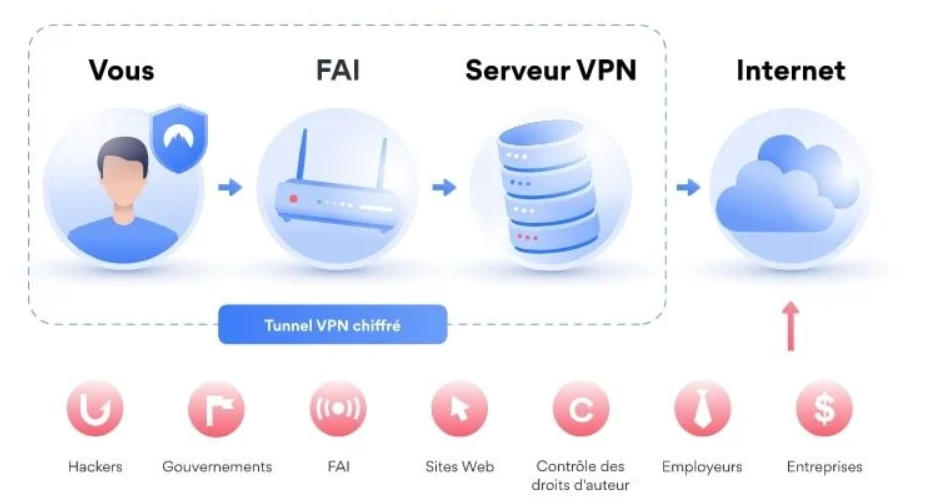 Vous
FAI
Serveur VPN
Internet
Tunnel VPN chiffré
Hackers
Gouvernements
FAI
Sites Web
Contrôle des
droits d'auteur
Employeurs
Entreprises